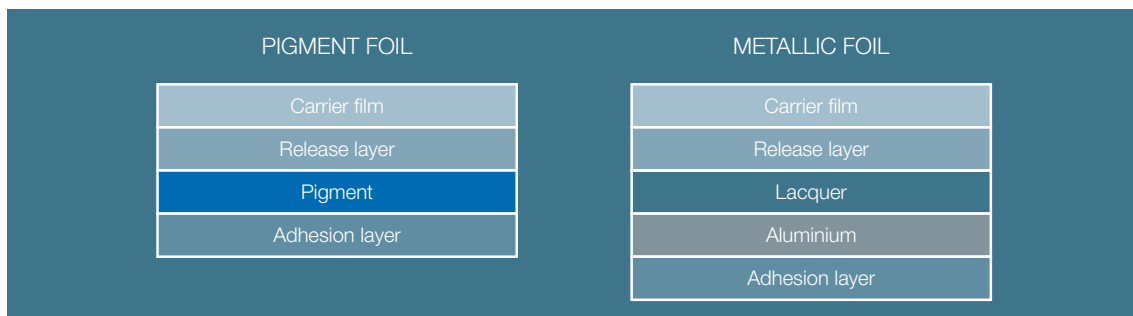 PIGMENT FOIL
Carrier film
Release layer
Pigment
Adhesion layer
METALLIC FOIL
Carrier film
Release layer
Lacquer
Aluminium
Adhesion layer